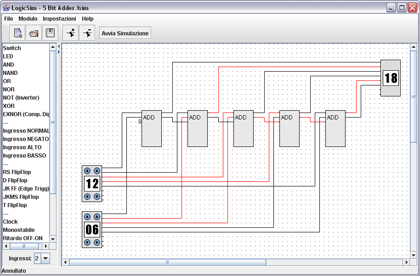 LogicSim - 5 Bit Adder.lsim
File Modulo Impostazioni Help
Avvia Simulazione
Switch
LED
AND
NAND
OR
NOR
NOT (Inverter)
XOR
EXNOR (Comp. Dig
---
Ingresso NORMAL
Ingresso NEGATO
Ingresso ALTO
Ingresso BASSO
---
RS FlipFlop
D FlipFlop
JK FF (Edge Trigg)
JKMS FlipFlop
T FlipFlop
---
Clock
Monostabile
Ritardo OFF-ON
Ingressi: 2
Annullato
18
ADD ADD ADD ADD ADD
0
12
06